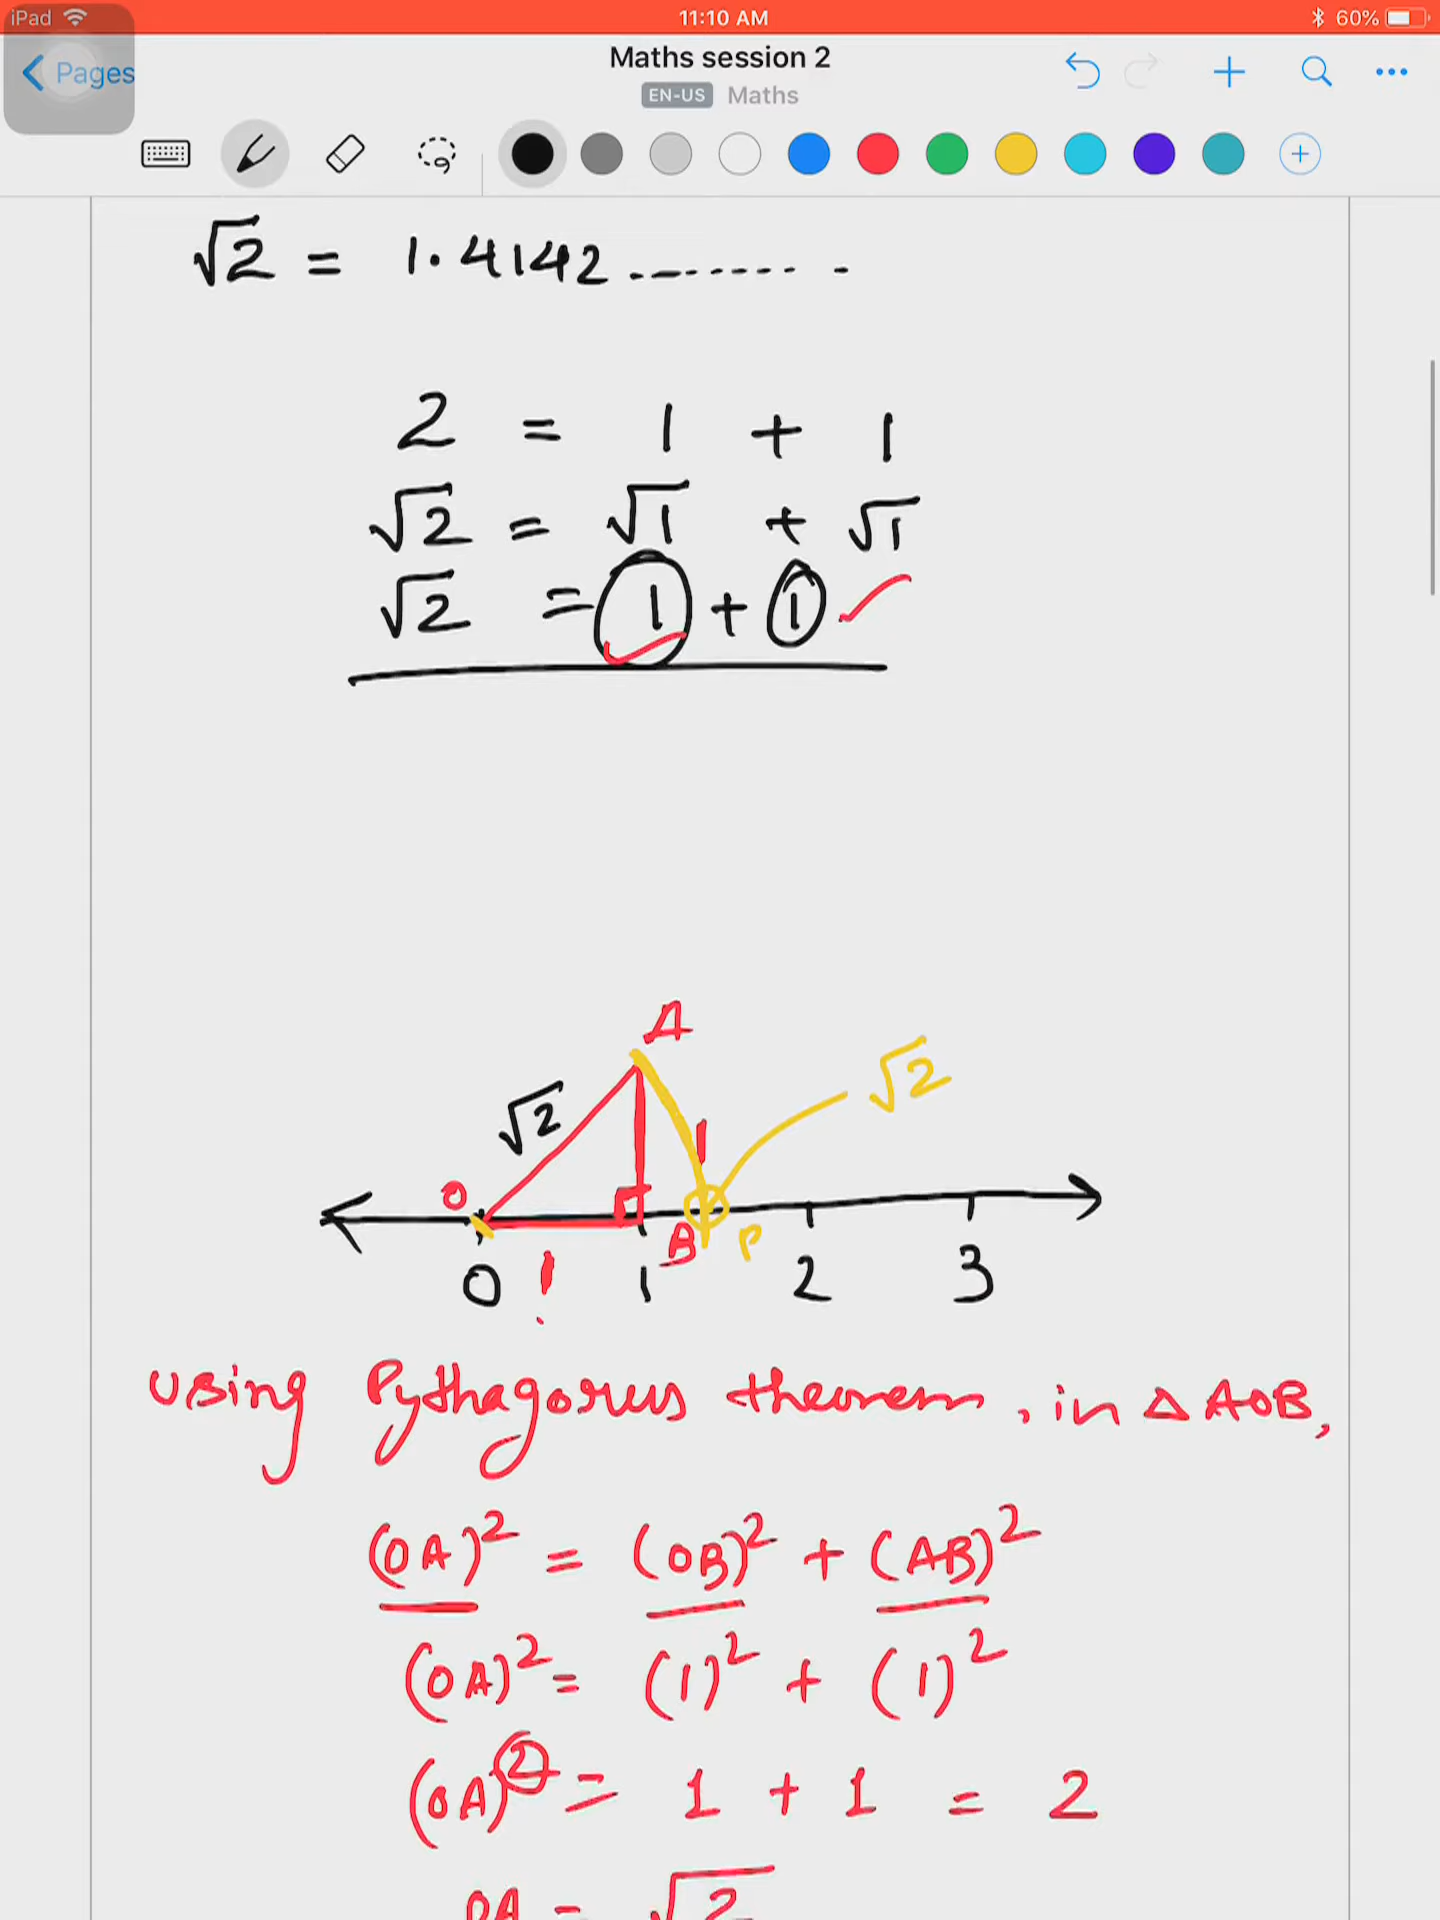 iPad 11:10 AM 60%
Pages Maths session 2
EN-US Maths
√2 = 1.4142........ .
2 = 1 + 1
√2 = √1 + √1
√2 = 1 + 1
A
√2 √2
1
O
B P
0 1 1 2 3
Using Pythagorus theorem, in △ AOB,
(OA)² = (OB)² + (AB)²
(OA)² = (1)² + (1)²
(OA)² = 1 + 1 = 2
OA = √2